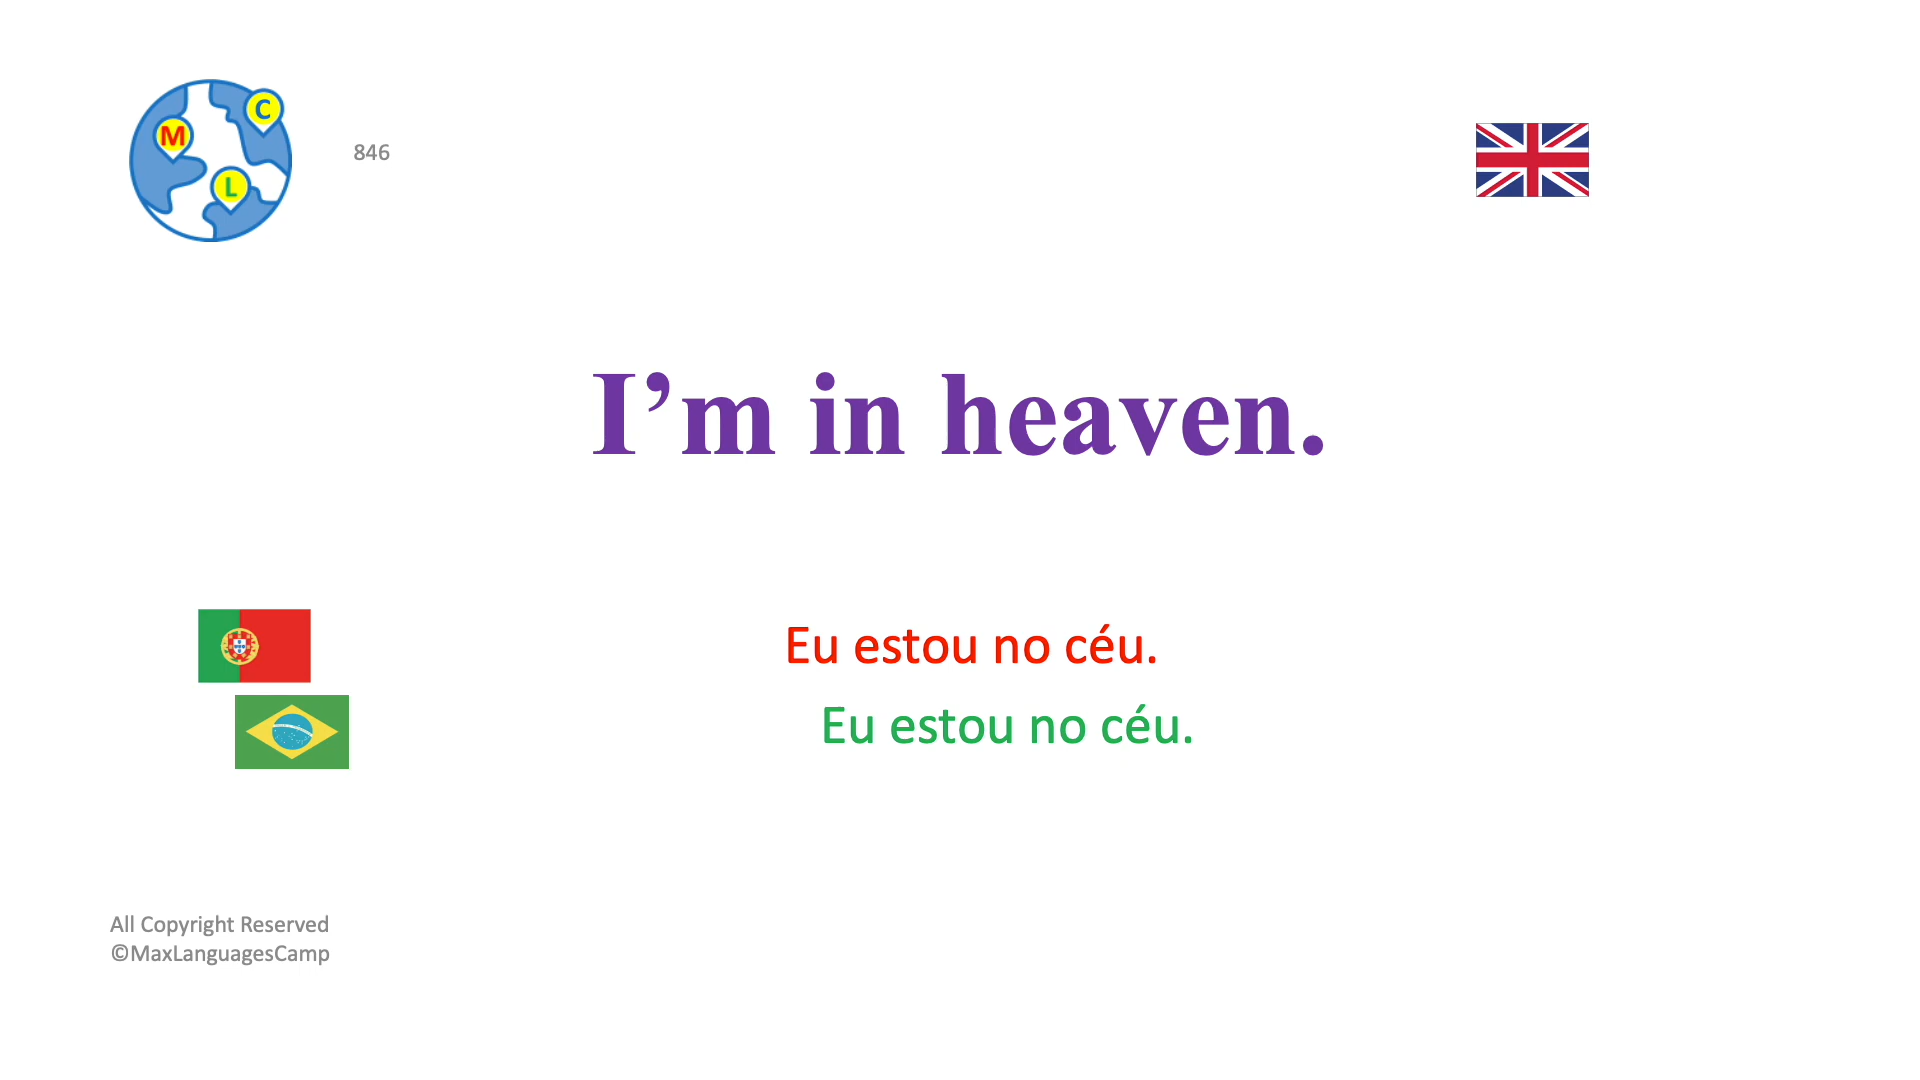 M
C
L
846
I’m in heaven.
Eu estou no céu.
Eu estou no céu.
All Copyright Reserved
©MaxLanguagesCamp